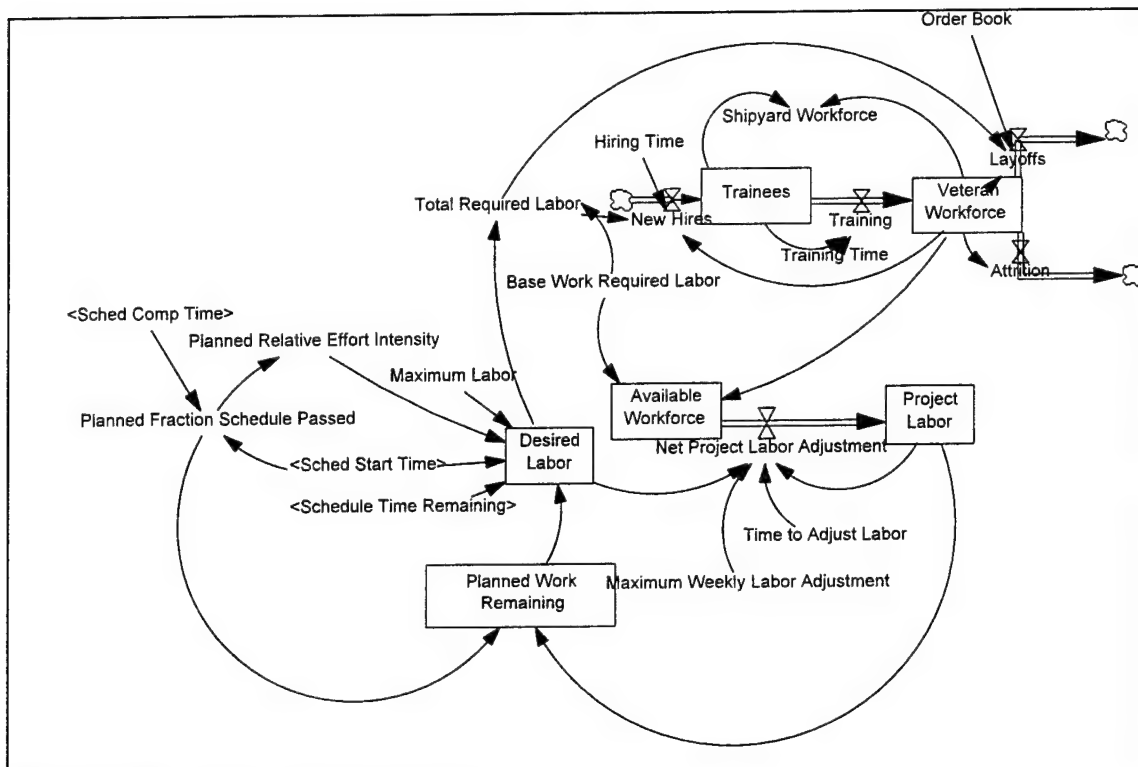 Order Book
Shipyard Workforce
Hiring Time
Layoffs
Trainees
Veteran
Workforce
Total Required Labor
New Hires
Training
Training Time
Attrition
Base Work Required Labor
<Sched Comp Time>
Planned Relative Effort Intensity
Maximum Labor
Available
Workforce
Project
Labor
Planned Fraction Schedule Passed
Desired
Labor
Net Project Labor Adjustment
<Sched Start Time>
<Schedule Time Remaining>
Time to Adjust Labor
Planned Work
Remaining
Maximum Weekly Labor Adjustment